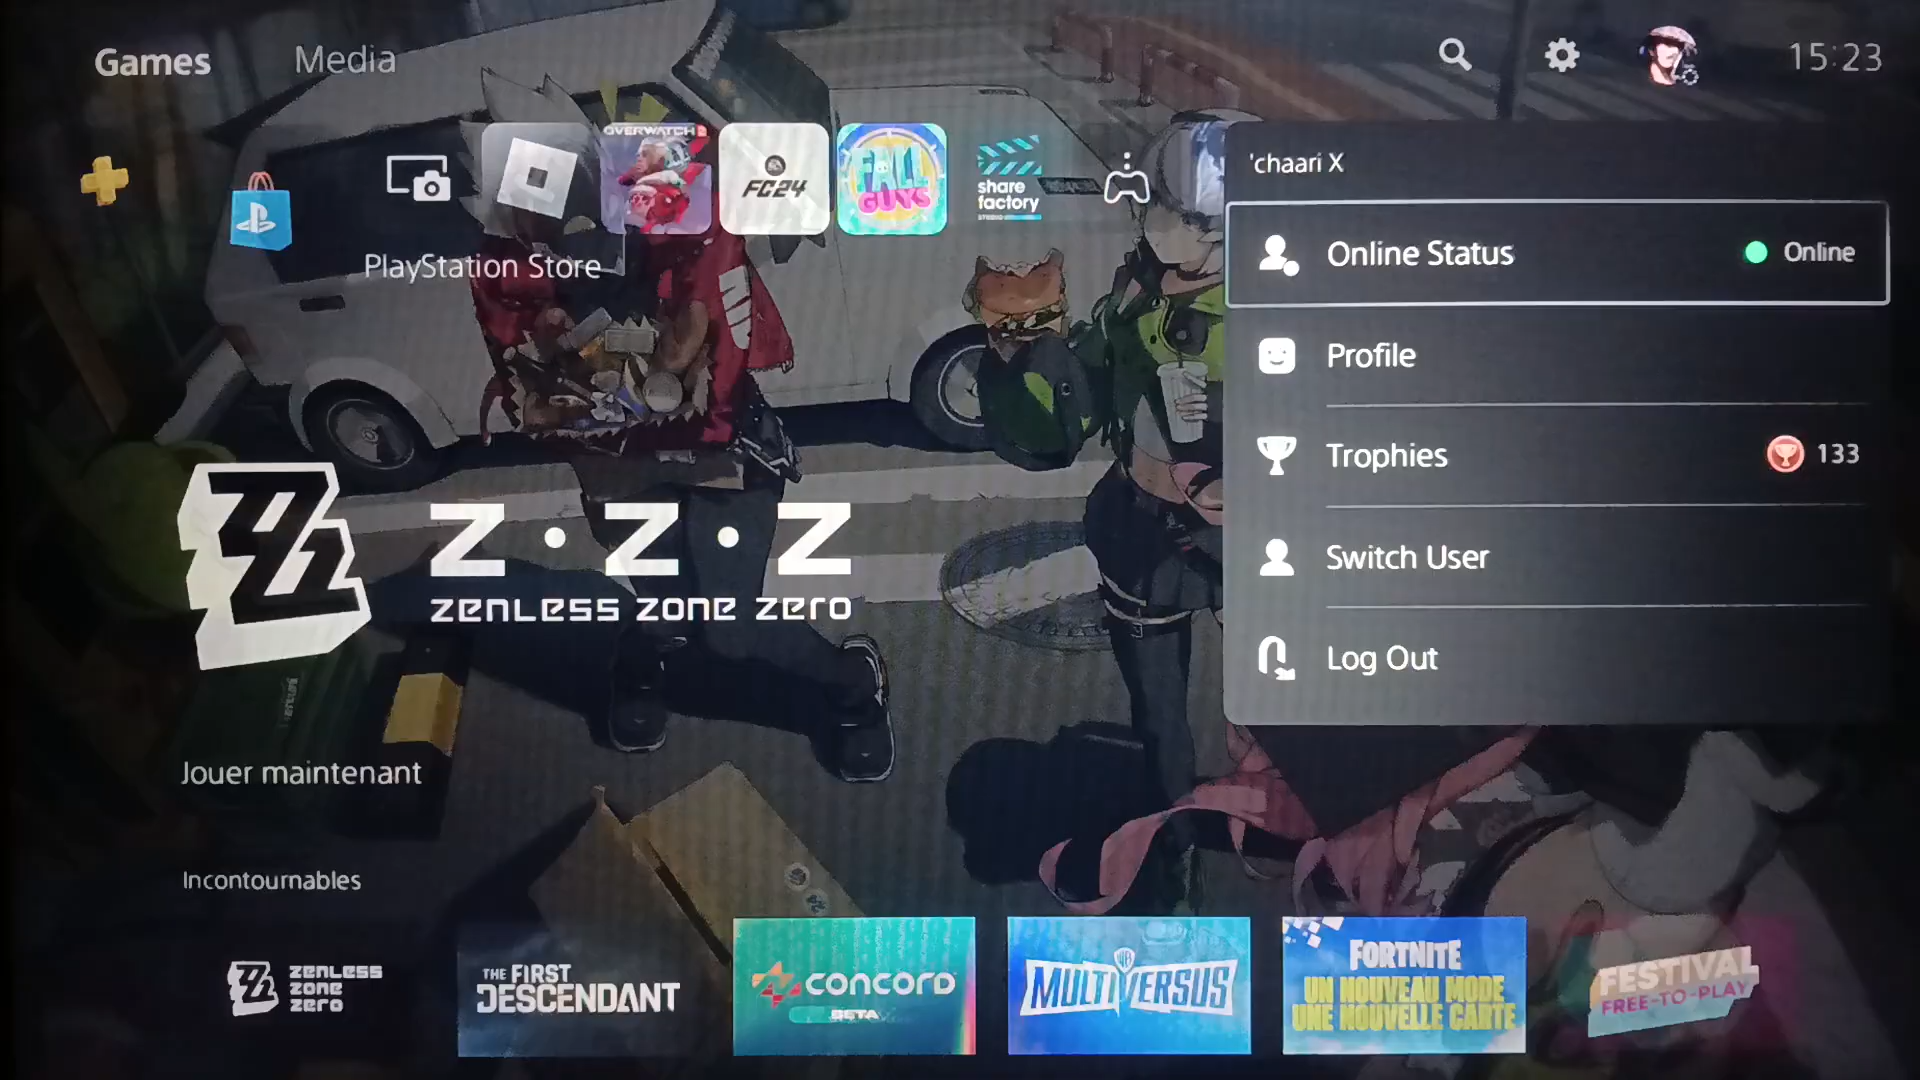 Games
Media
15:23
OVERWATCH 2
EA
FC24
FALL
GUYS
share
factory
STUDIO
PlayStation Store
'chaari X
Online Status
Online
Profile
Trophies
133
Switch User
Log Out
Z·Z·Z
zenless zone zero
Jouer maintenant
Incontournables
zenless
zone
zero
THE FIRST
DESCENDANT
CONCORD
BETA
MULTIVERSUS
FORTNITE
UN NOUVEAU MODE
UNE NOUVELLE CARTE
FESTIVAL
FREE-TO-PLAY